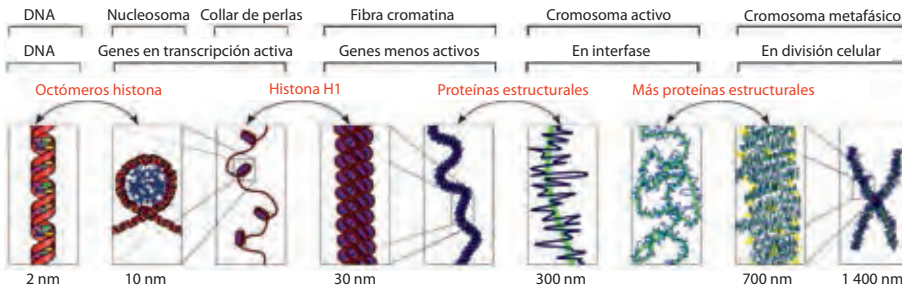 DNA Nucleosoma Collar de perlas Fibra cromatina Cromosoma activo Cromosoma metafásico
DNA Genes en transcripción activa Genes menos activos En interfase En división celular
Octómeros histona Histona H1 Proteínas estructurales Más proteínas estructurales
2 nm 10 nm 30 nm 300 nm 700 nm 1 400 nm